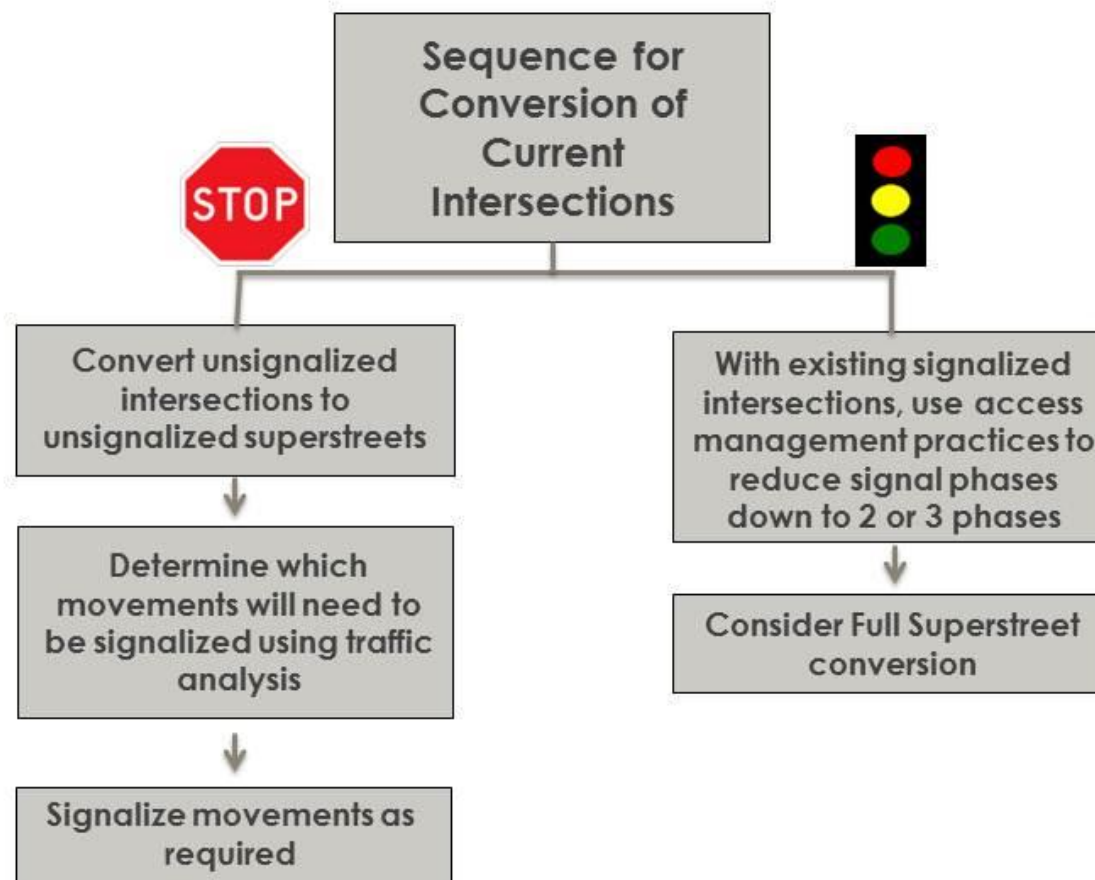 Sequence for
Conversion of
Current
Intersections
STOP
Convert unsignalized
intersections to
unsignalized superstreets
Determine which
movements will need to
be signalized using traffic
analysis
Signalize movements as
required
With existing signalized
intersections, use access
management practices to
reduce signal phases
down to 2 or 3 phases
Consider Full Superstreet
conversion